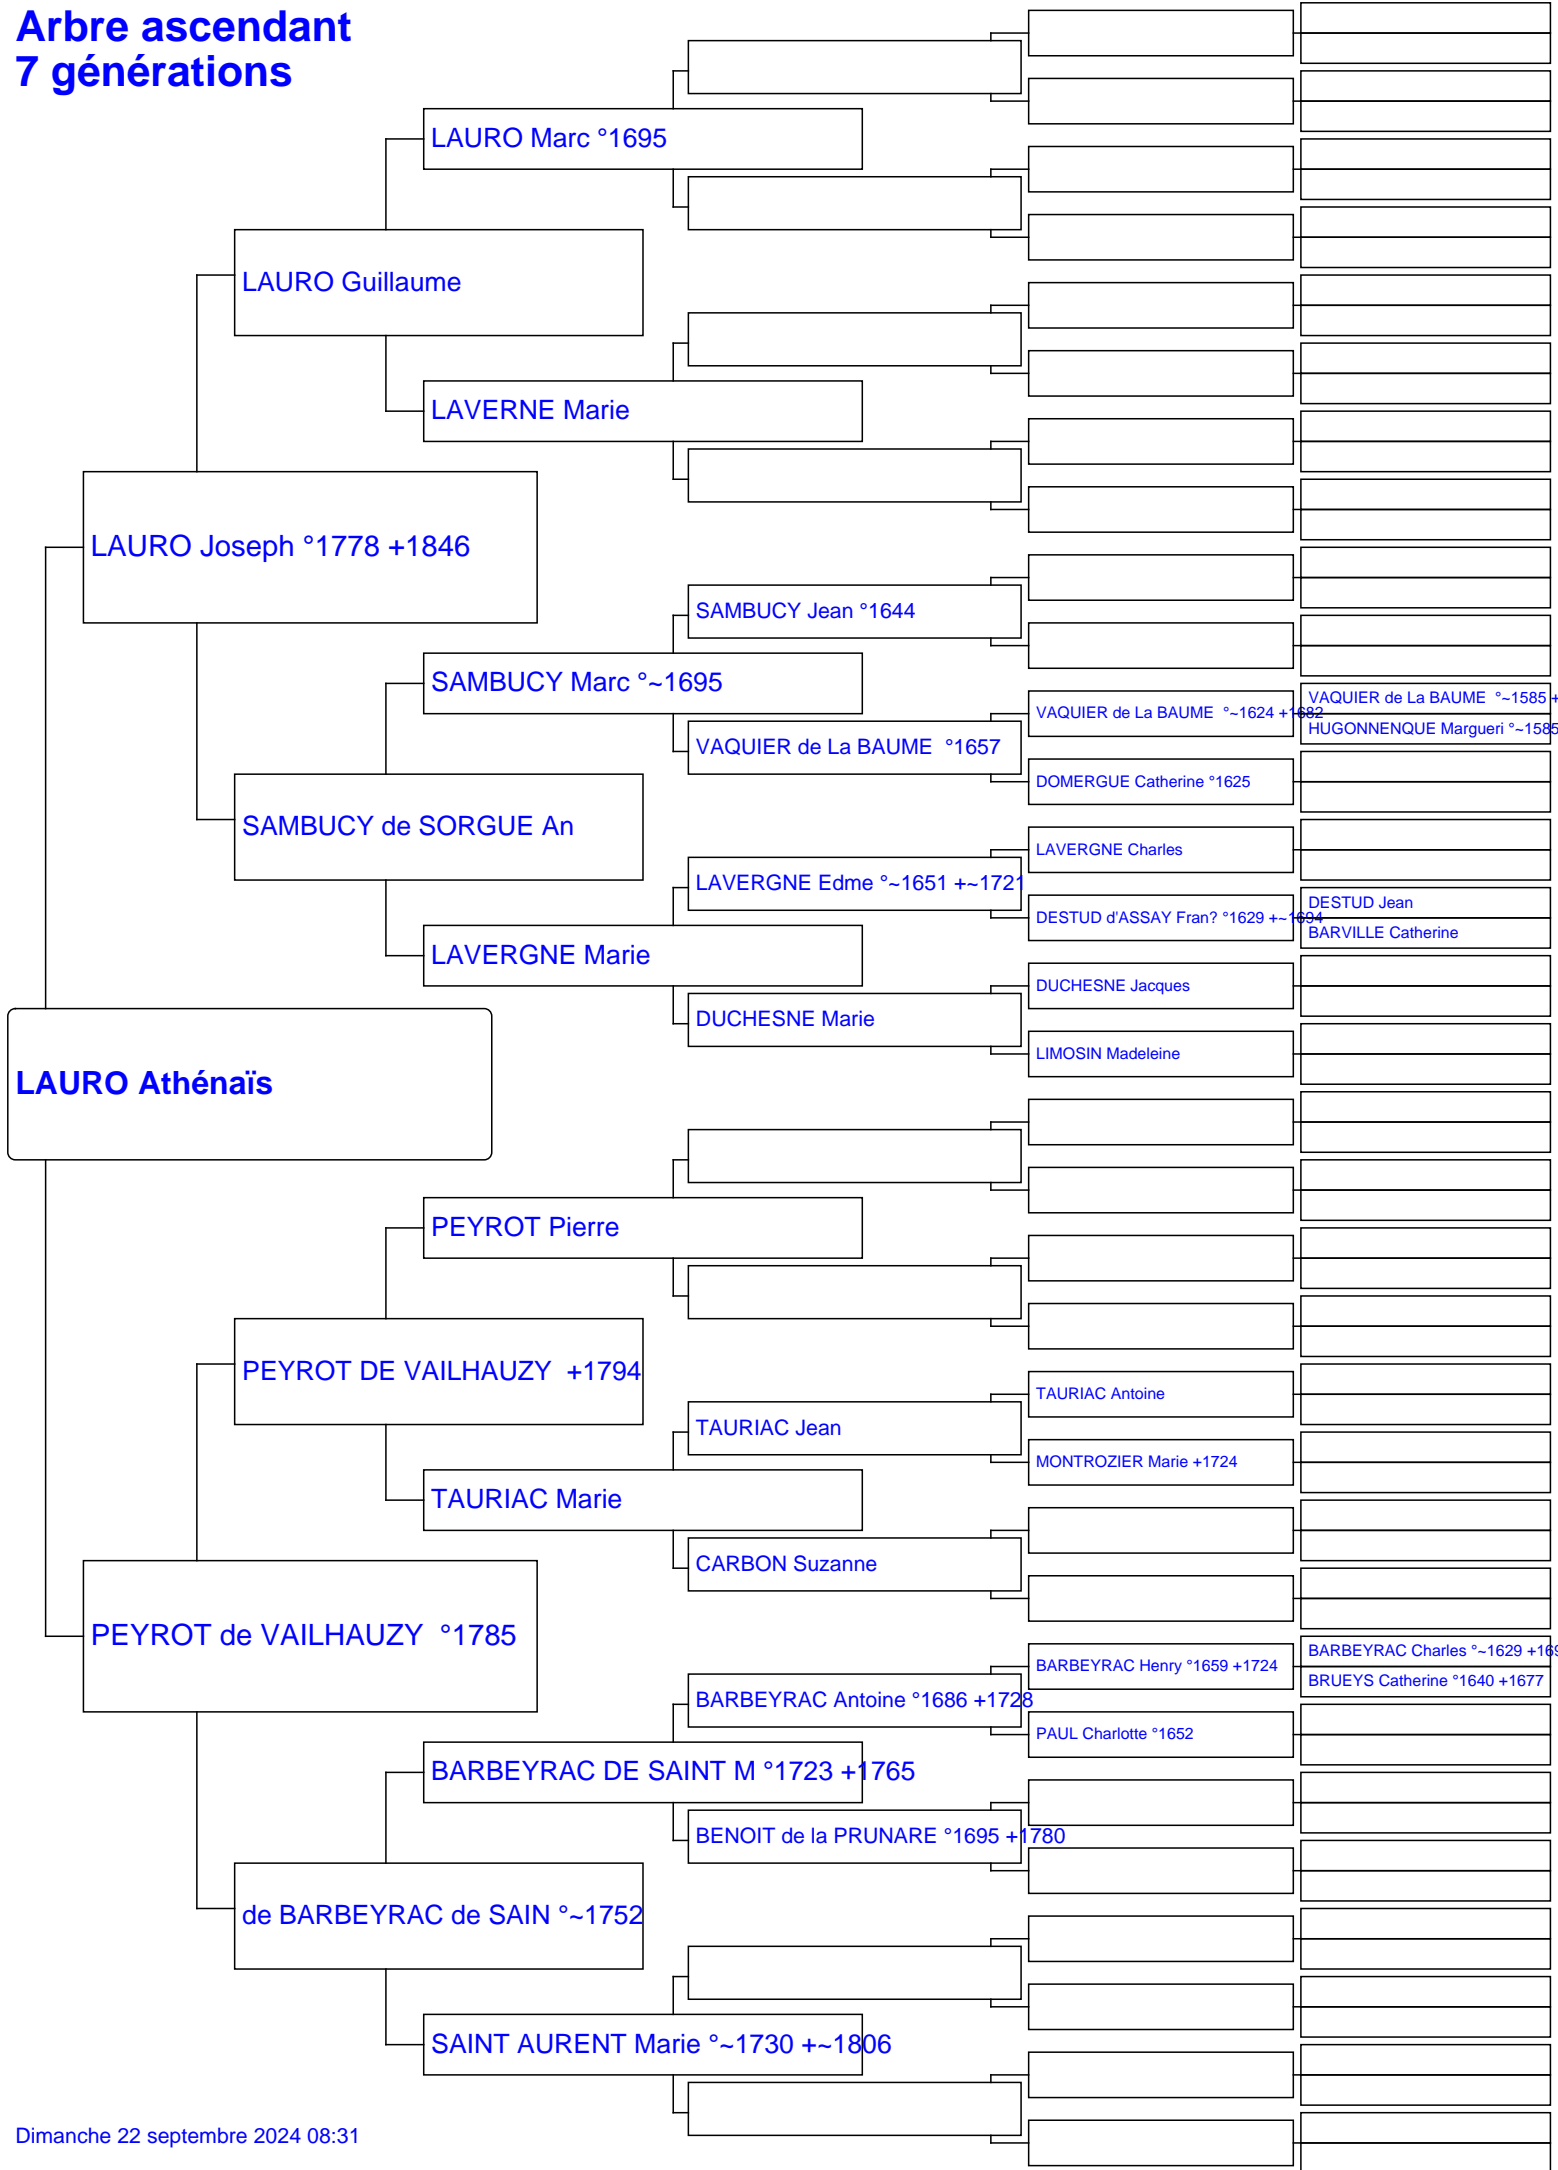 Arbre ascendant
7 générations
LAURO Marc °1695
LAURO Guillaume
LAVERNE Marie
LAURO Joseph °1778 +1846
SAMBUCY Jean °1644
SAMBUCY Marc °~1695
VAQUIER de La BAUME °~1585 +
VAQUIER de La BAUME °~1624 +1682
HUGONNENQUE Margueri °~1585
VAQUIER de La BAUME °1657
DOMERGUE Catherine °1625
SAMBUCY de SORGUE An
LAVERGNE Charles
LAVERGNE Edme °~1651 +~1721
DESTUD Jean
DESTUD d'ASSAY Fran? °1629 +~1694
BARVILLE Catherine
LAVERGNE Marie
DUCHESNE Jacques
DUCHESNE Marie
LIMOSIN Madeleine
LAURO Athénaïs
PEYROT Pierre
PEYROT DE VAILHAUZY +1794
TAURIAC Antoine
TAURIAC Jean
MONTROZIER Marie +1724
TAURIAC Marie
CARBON Suzanne
PEYROT de VAILHAUZY °1785
BARBEYRAC Charles °~1629 +169
BARBEYRAC Henry °1659 +1724
BRUEYS Catherine °1640 +1677
BARBEYRAC Antoine °1686 +1728
PAUL Charlotte °1652
BARBEYRAC DE SAINT M °1723 +1765
BENOIT de la PRUNARE °1695 +1780
de BARBEYRAC de SAIN °~1752
SAINT AURENT Marie °~1730 +~1806
Dimanche 22 septembre 2024 08:31